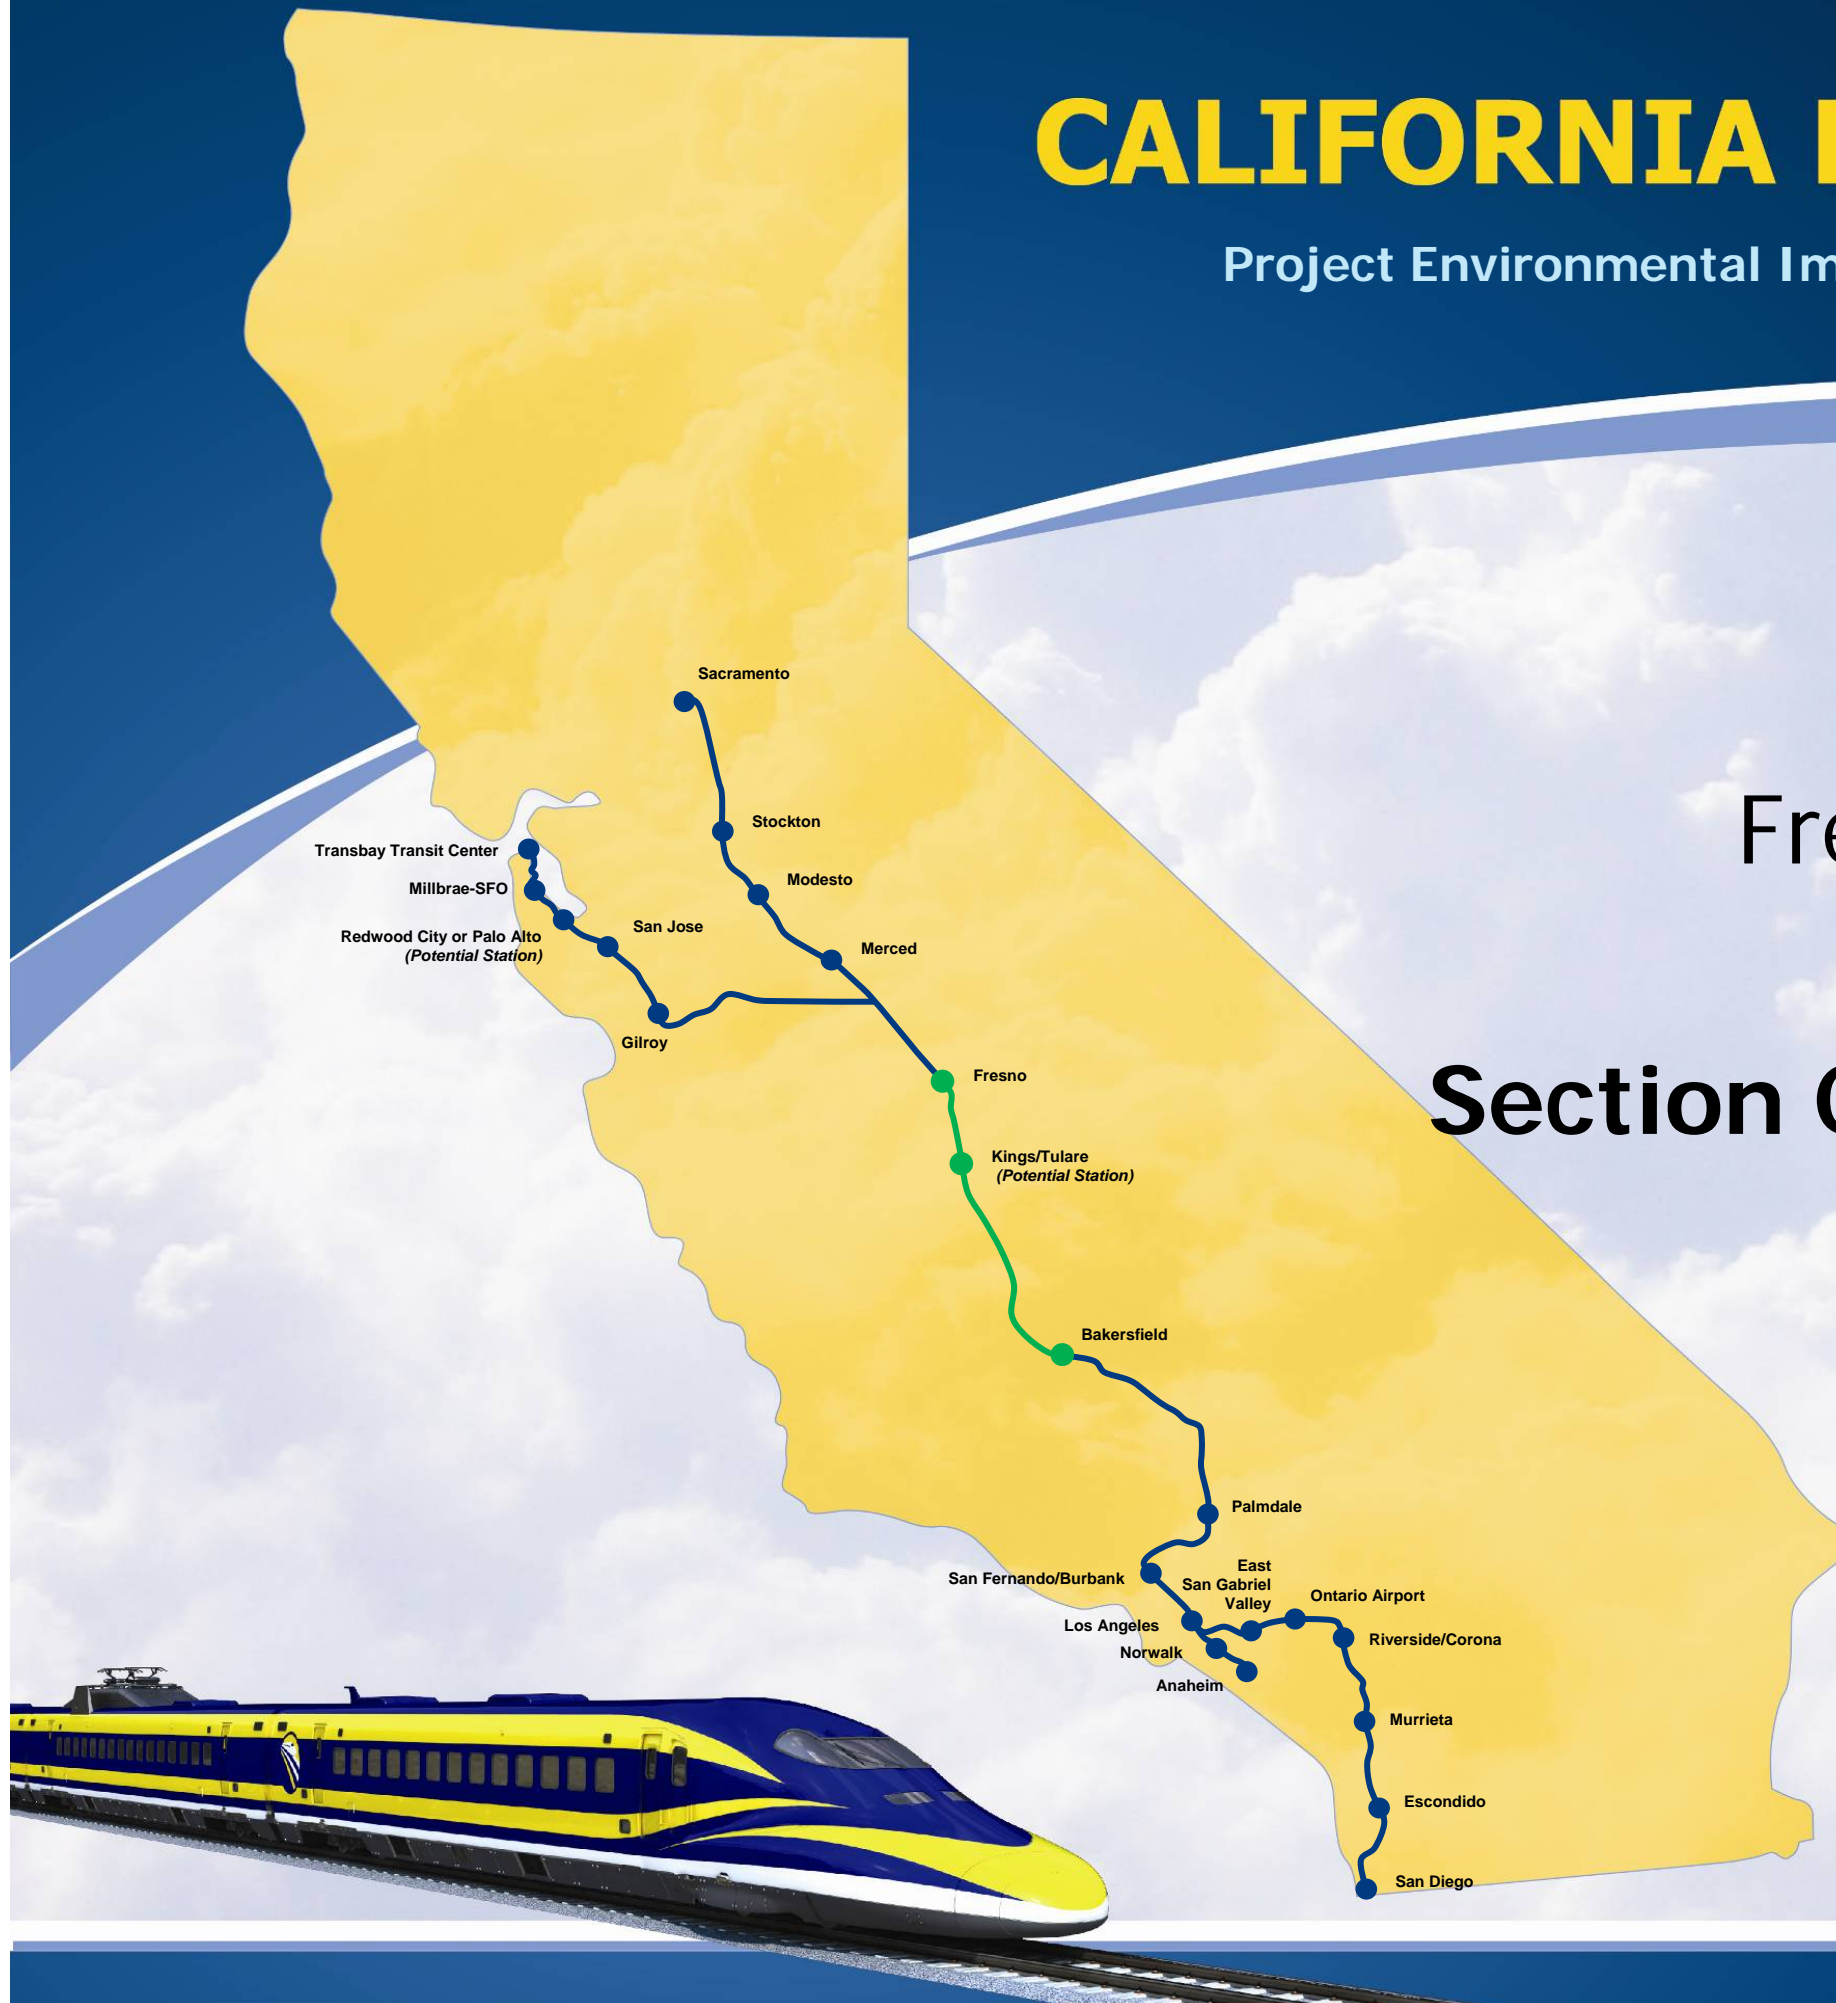 CALIFORNIA
Project Environmental Im
Sacramento
Stockton
Transbay Transit Center
Modesto
Millbrae-SFO
San Jose
Redwood City or Palo Alto
(Potential Station)
Merced
Gilroy
Fre
Fresno
Section
Kings/Tulare
(Potential Station)
Bakersfield
Palmdale
San Fernando/Burbank
East
San Gabriel
Valley
Ontario Airport
Los Angeles
Riverside/Corona
Norwalk
Anaheim
Murrieta
Escondido
San Diego